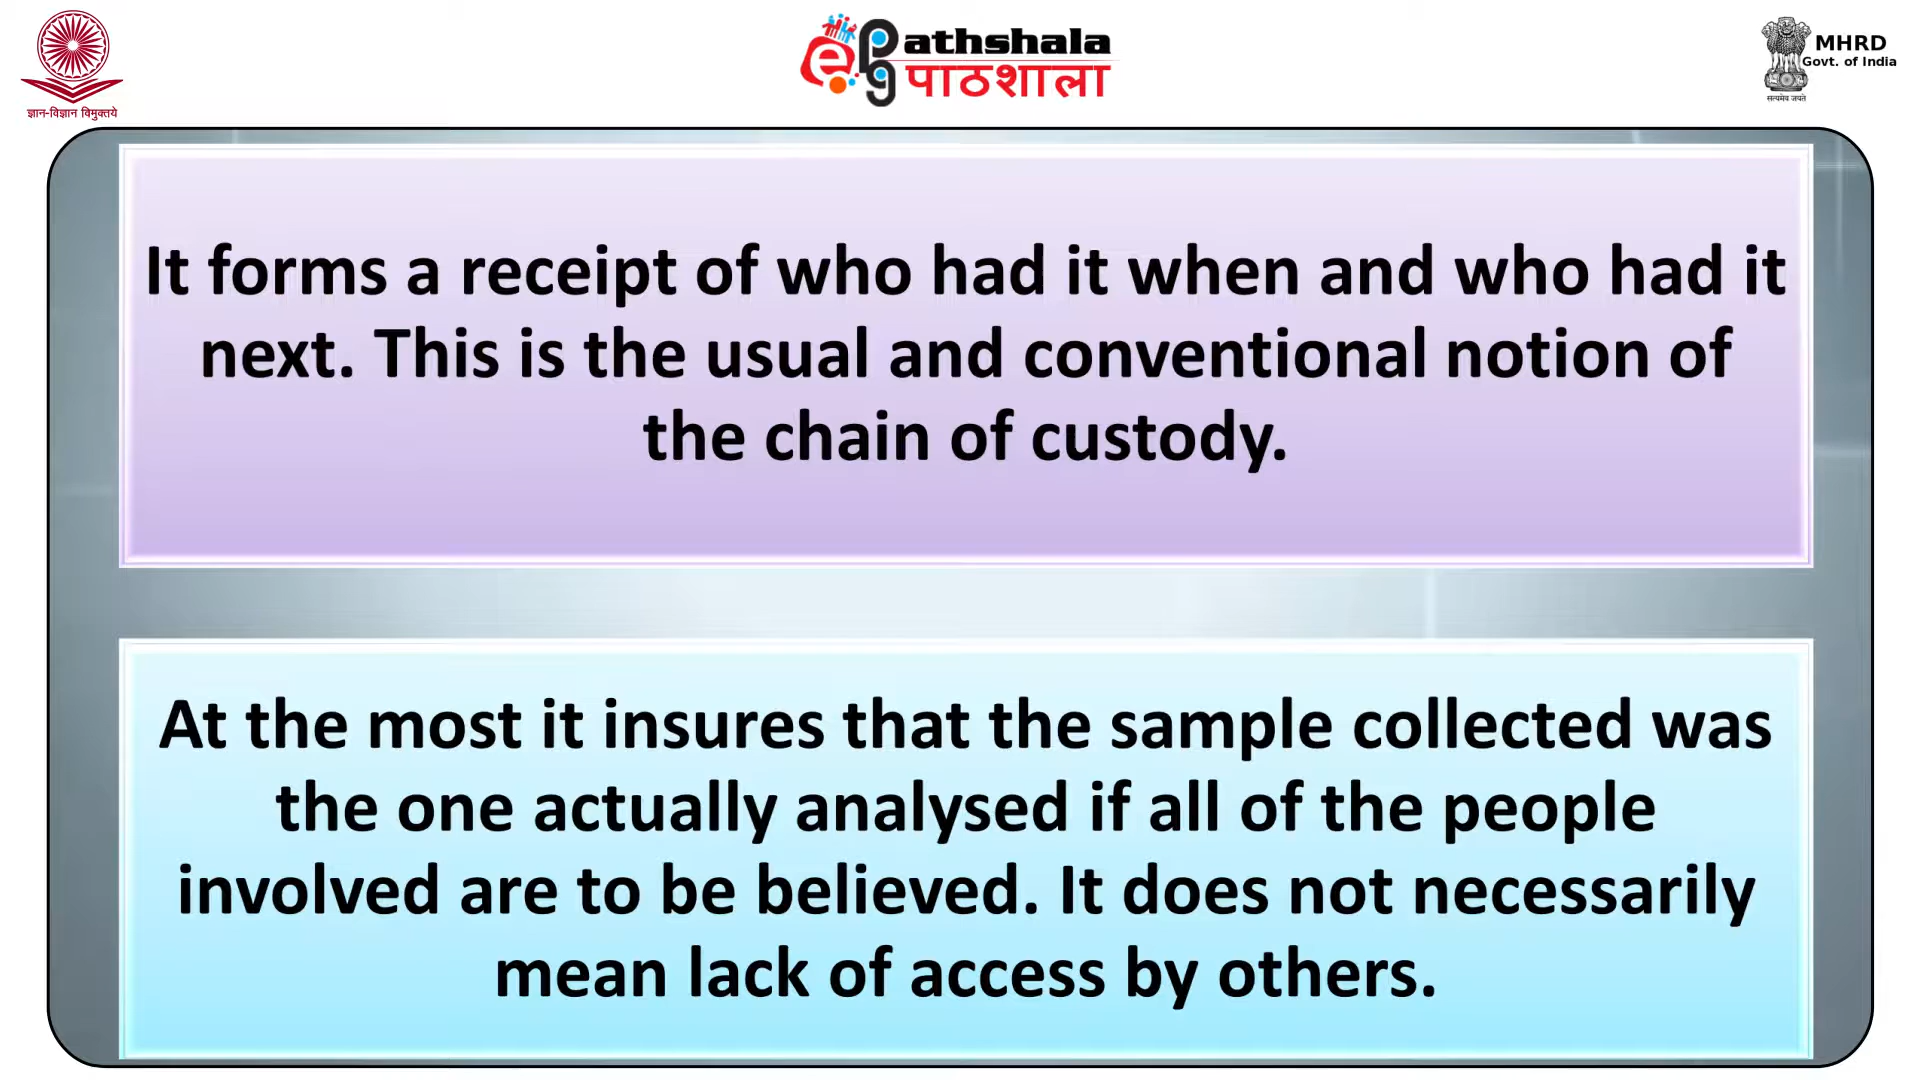 ज्ञान-विज्ञान विमुक्तये
e PG athshala
पाठशाला
MHRD
Govt. of India
सत्यमेव जयते
It forms a receipt of who had it when and who had it
next. This is the usual and conventional notion of
the chain of custody.
At the most it insures that the sample collected was
the one actually analysed if all of the people
involved are to be believed. It does not necessarily
mean lack of access by others.